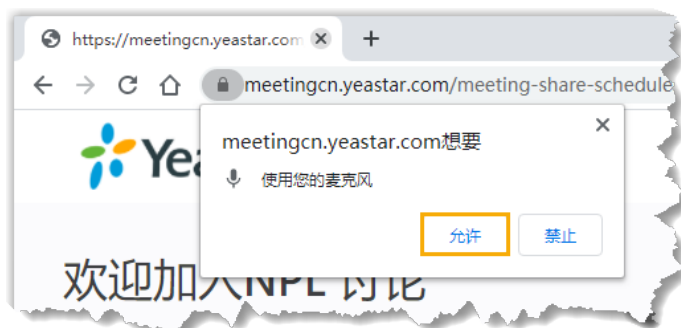 https://meetingcn.yeastar.com
meetingcn.yeastar.com/meeting-share-schedule
Yea
meetingcn.yeastar.com想要
使用您的麦克风
允许
禁止
欢迎加入NPL 讨论